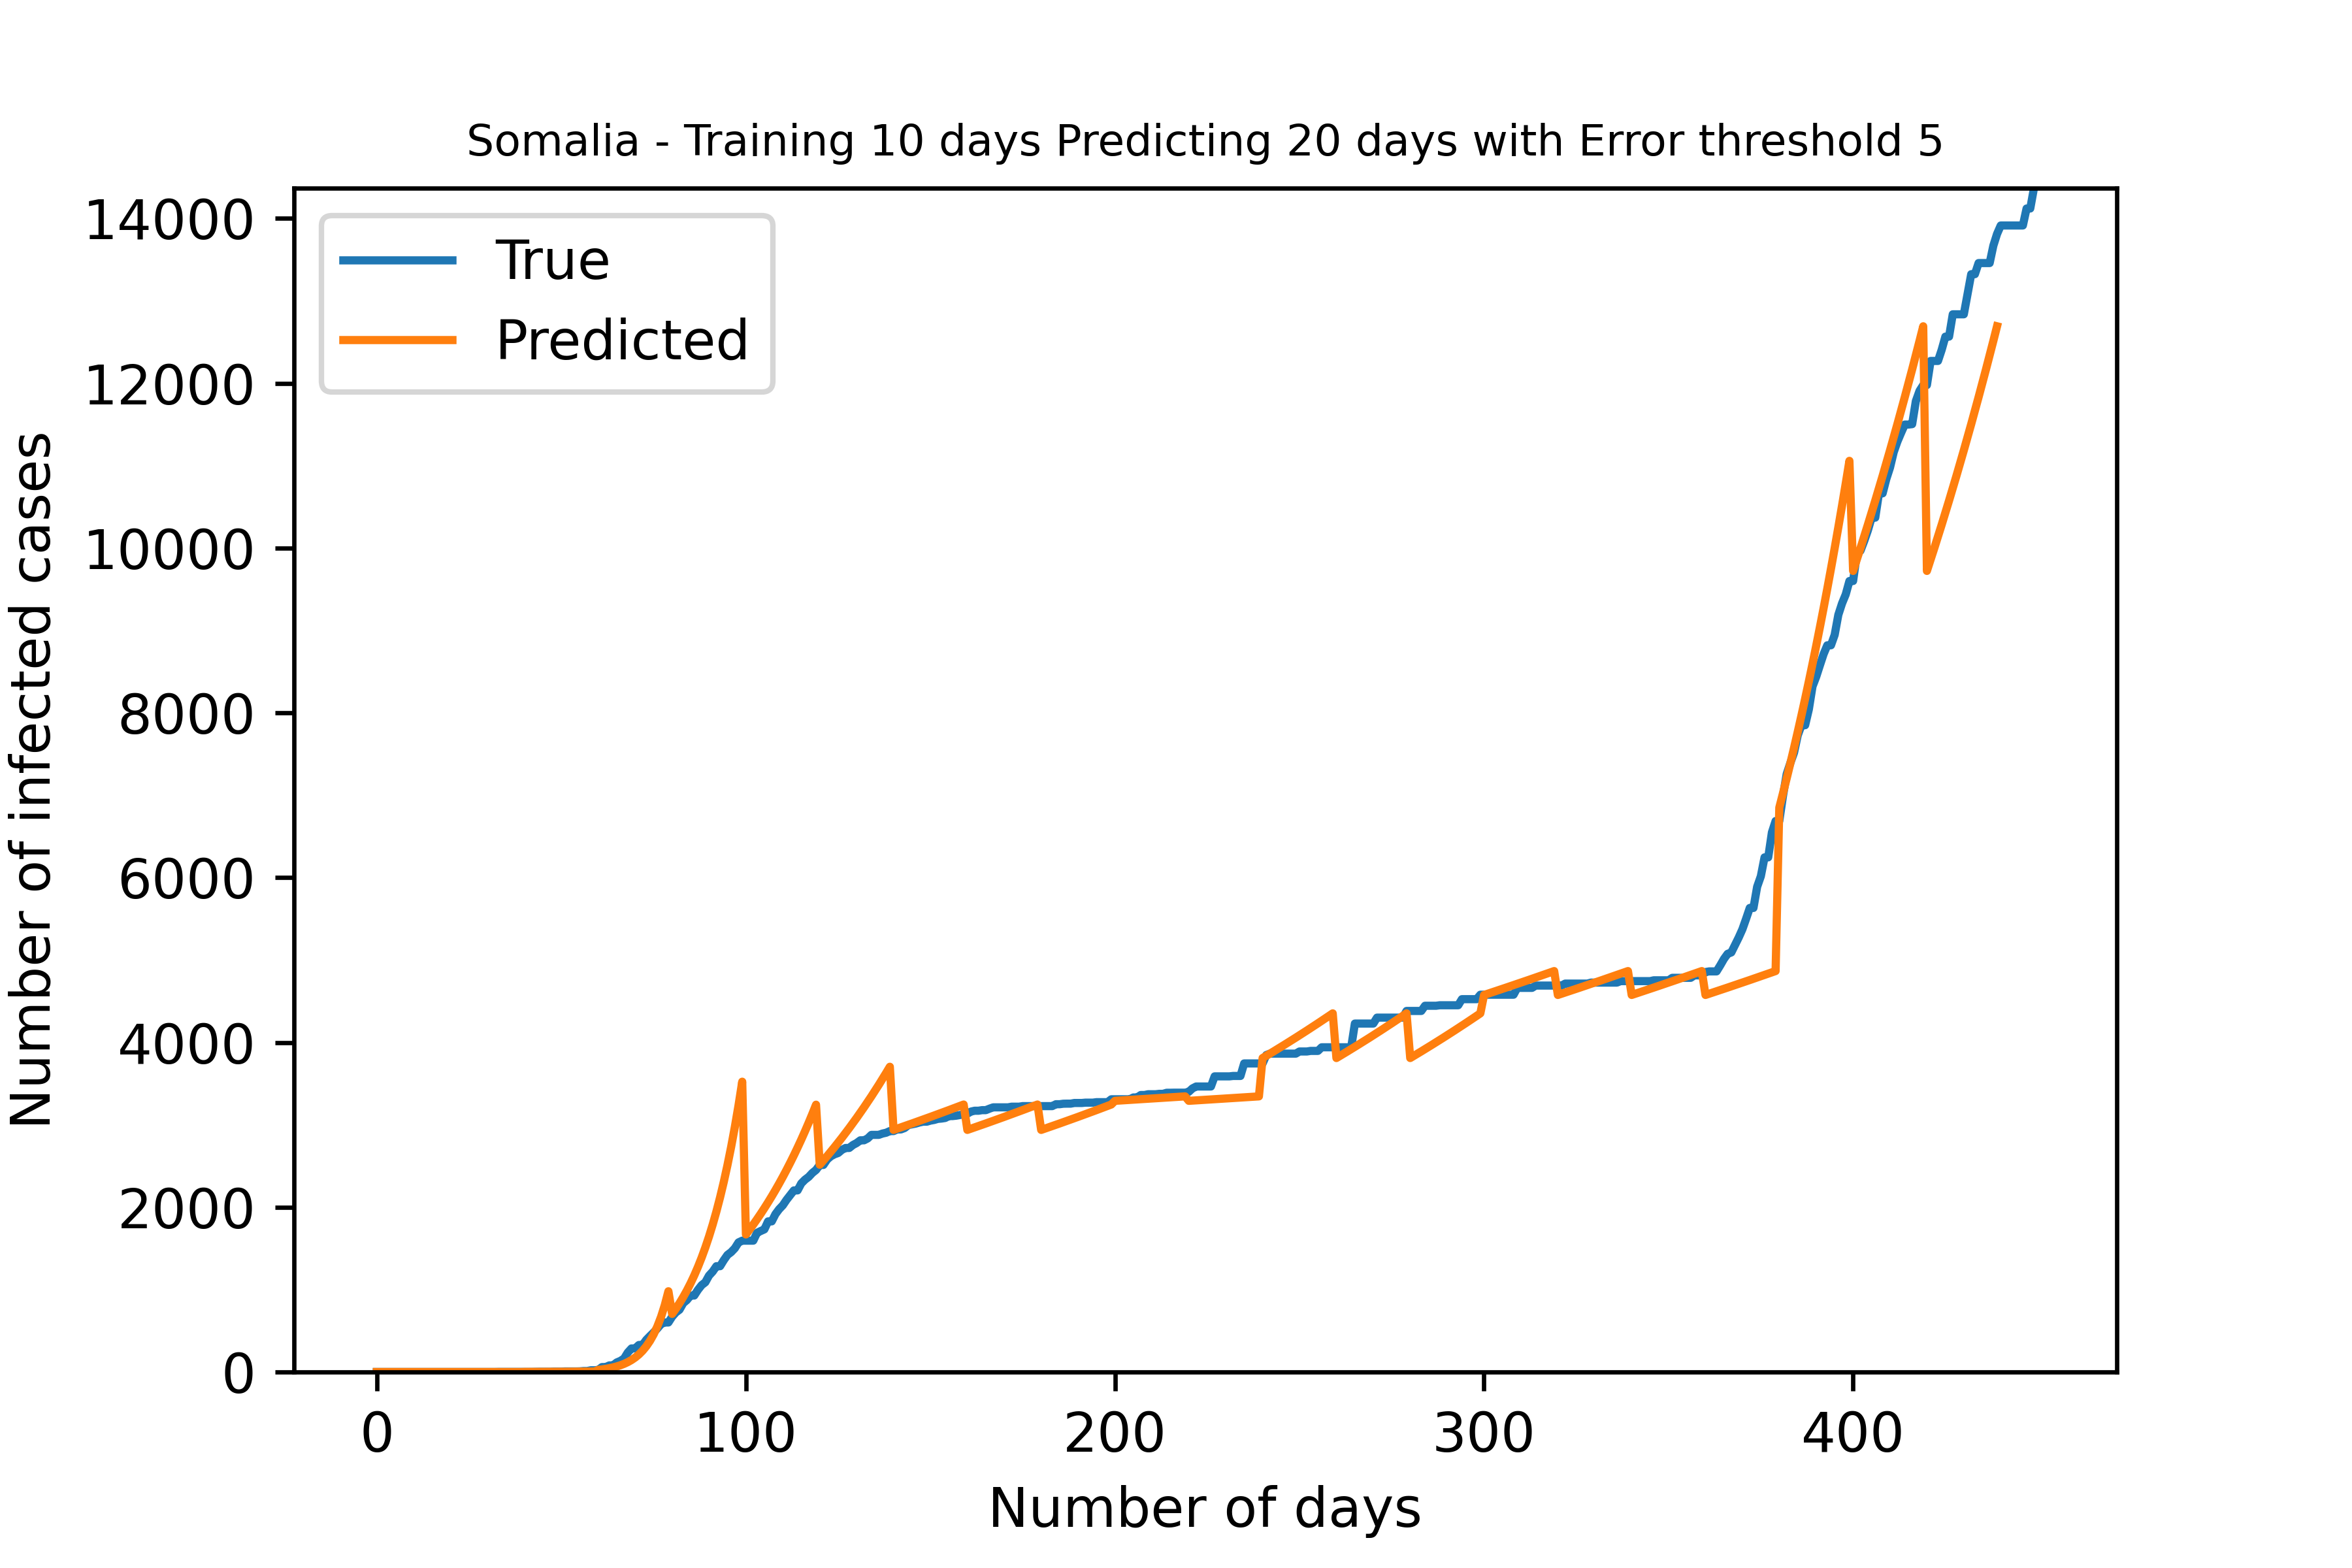 Somalia - Training 10 days Predicting 20 days with Error threshold 5
True
Predicted
14000
12000
10000
8000
6000
4000
2000
0
Number of infected cases
0 100 200 300 400
Number of days